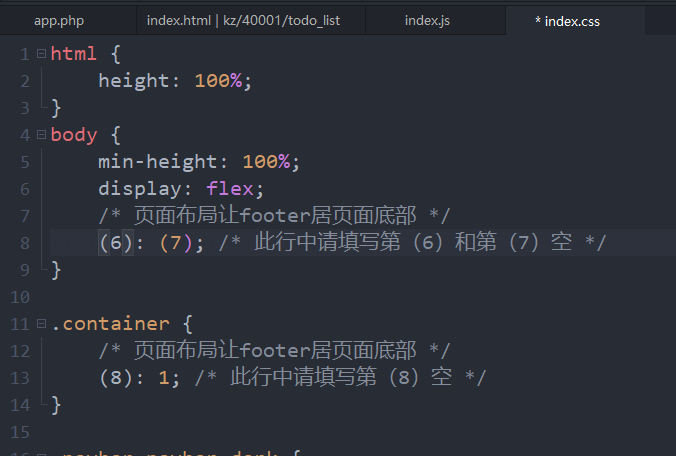 app.php index.html | kz/40001/todo_list index.js * index.css
1 html {
2 height: 100%;
3 }
4 body {
5 min-height: 100%;
6 display: flex;
7 /* 页面布局让footer居页面底部 */
8 (6): (7); /* 此行中请填写第（6）和第（7）空 */
9 }
10
11 .container {
12 /* 页面布局让footer居页面底部 */
13 (8): 1; /* 此行中请填写第（8）空 */
14 }
15